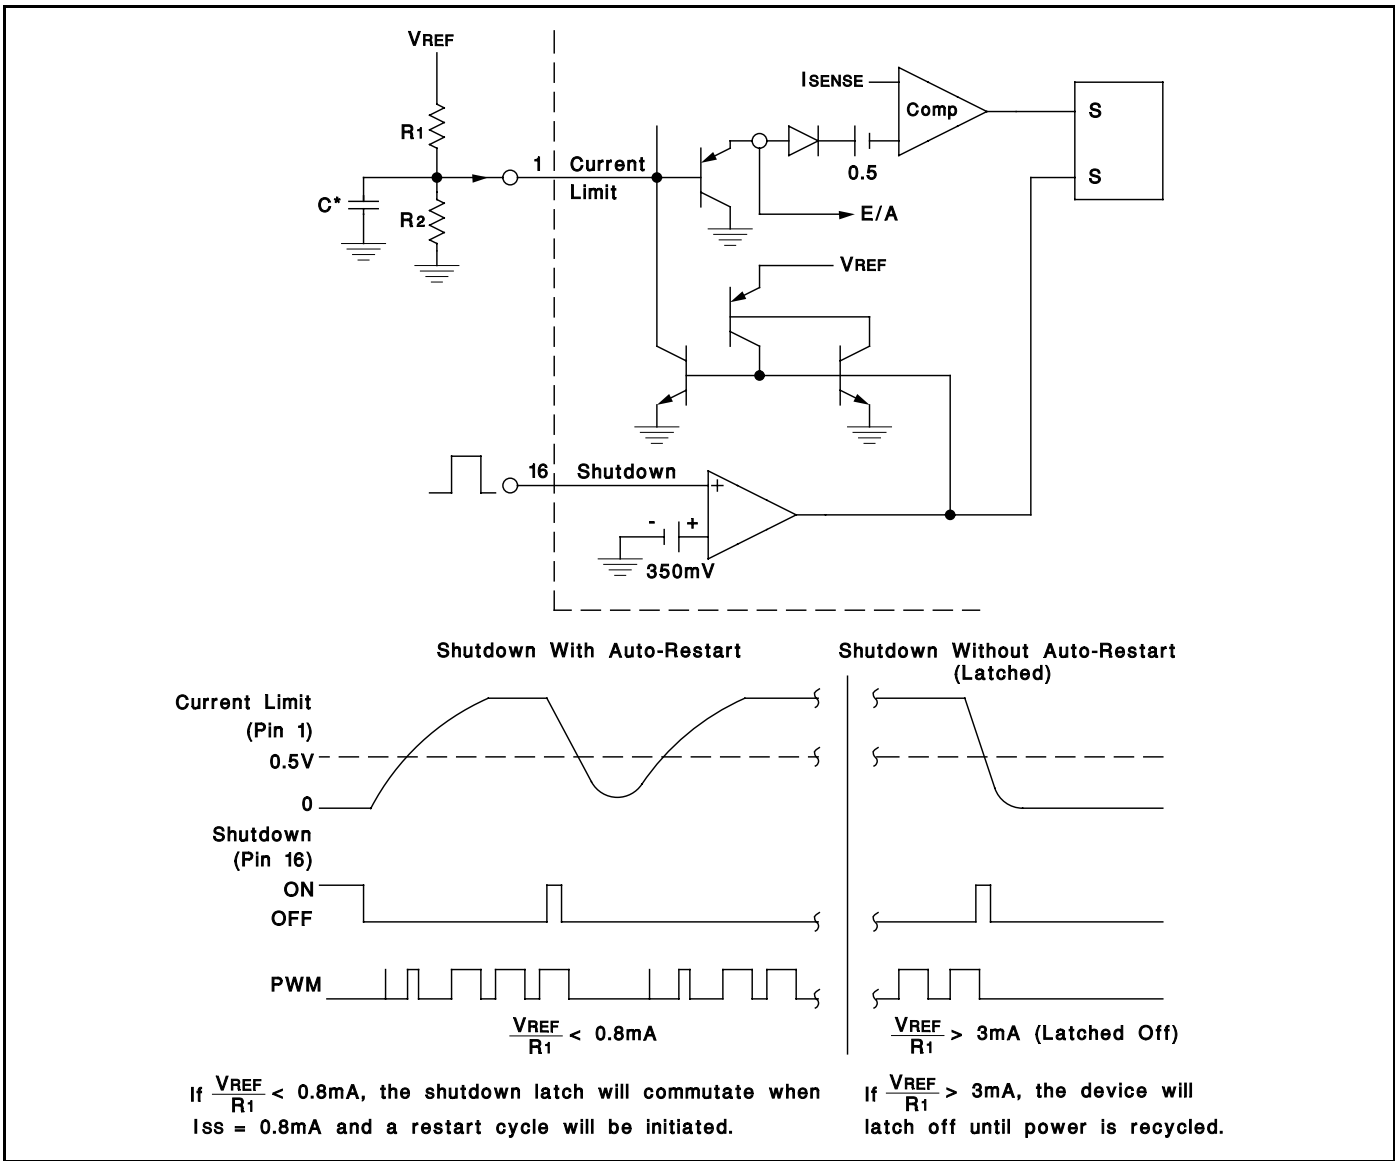 VREF
R1
C*
R2
1
Current
Limit
ISENSE
Comp
0.5
E/A
S
S
VREF
16
Shutdown
+
-
+
350mV
Shutdown With Auto-Restart
Shutdown Without Auto-Restart
(Latched)
Current Limit
(Pin 1)
0.5V
0
Shutdown
(Pin 16)
ON
OFF
PWM
VREF
R1
< 0.8mA
VREF
R1
> 3mA (Latched Off)
If VREF/R1 < 0.8mA, the shutdown latch will commutate when
ISS = 0.8mA and a restart cycle will be initiated.
If VREF/R1 > 3mA, the device will
latch off until power is recycled.